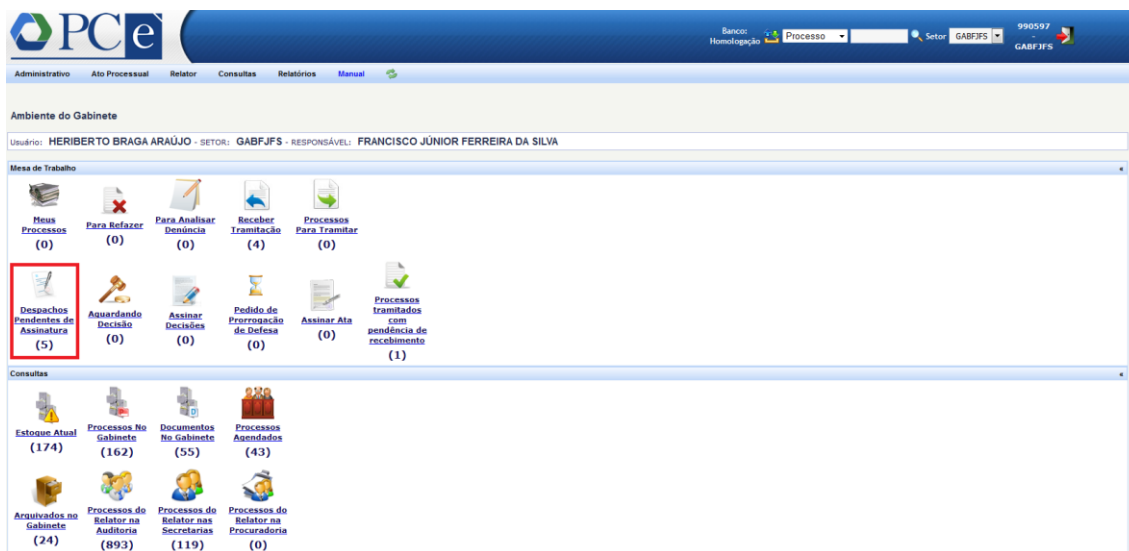 PCe
Banco:
Homologação
Processo
Setor
GABFJFS
990597
-
GABFJFS
Administrativo Ato Processual Relator Consultas Relatórios Manual
Ambiente do Gabinete
Usuário: HERIBERTO BRAGA ARAÚJO - SETOR: GABFJFS - RESPONSÁVEL: FRANCISCO JÚNIOR FERREIRA DA SILVA
Mesa de Trabalho
Meus
Processos
(0)
Para Refazer
(0)
Para Analisar
Denúncia
(0)
Receber
Tramitação
(4)
Processos
Para Tramitar
(0)
Despachos
Pendentes de
Assinatura
(5)
Aguardando
Decisão
(0)
Assinar
Decisões
(0)
Pedido de
Prorrogação
de Defesa
(0)
Assinar Ata
(0)
Processos
tramitados
com
pendência de
recebimento
(1)
Consultas
Estoque Atual
(174)
Processos No
Gabinete
(162)
Documentos
No Gabinete
(55)
Processos
Agendados
(43)
Arquivados no
Gabinete
(24)
Processos do
Relator na
Auditoria
(893)
Processos do
Relator nas
Secretarias
(119)
Processos do
Relator na
Procuradoria
(0)